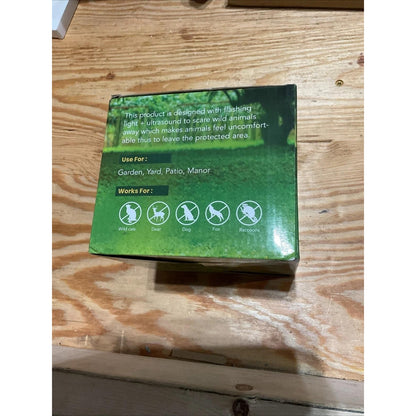 This product is designed with flashing
light + ultrasound to scare wild animals
away which makes animals feel uncomfort-
able thus to leave the protected area.
Use For :
Garden, Yard, Patio, Manor
Works For :
Wild cats Dear Dog Fox Raccoons